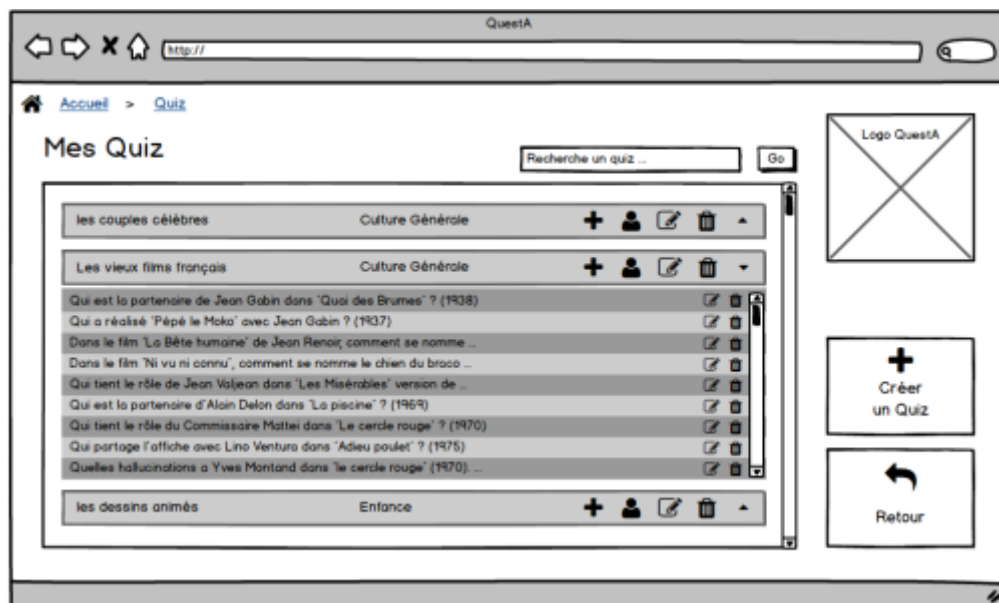 QuestA
http://
Accueil > Quiz
Mes Quiz
Recherche un quiz ...
Go
Logo QuestA
les couples célèbres Culture Générale
Les vieux films français Culture Générale
Qui est la partenaire de Jean Gabin dans "Quai des Brumes" ? (1938)
Qui a réalisé "Pépé le Moko" avec Jean Gabin ? (1937)
Dans le film "La Bête humaine" de Jean Renoir, comment se nomme ...
Dans le film "Ni vu ni connu", comment se nomme le chien du braco ...
Qui tient le rôle de Jean Valjean dans "Les Misérables" version de ...
Qui est la partenaire d'Alain Delon dans "La piscine" ? (1969)
Qui tient le rôle du Commissaire Mattei dans "Le cercle rouge" ? (1970)
Qui partage l'affiche avec Lino Ventura dans "Adieu poulet" ? (1975)
Quelles hallucinations a Yves Montand dans "le cercle rouge" (1970). ...
les dessins animés Enfance
Créer
un Quiz
Retour